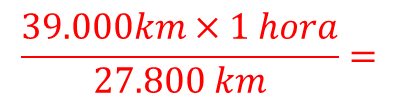 39.000km × 1 hora
27.800 km
=